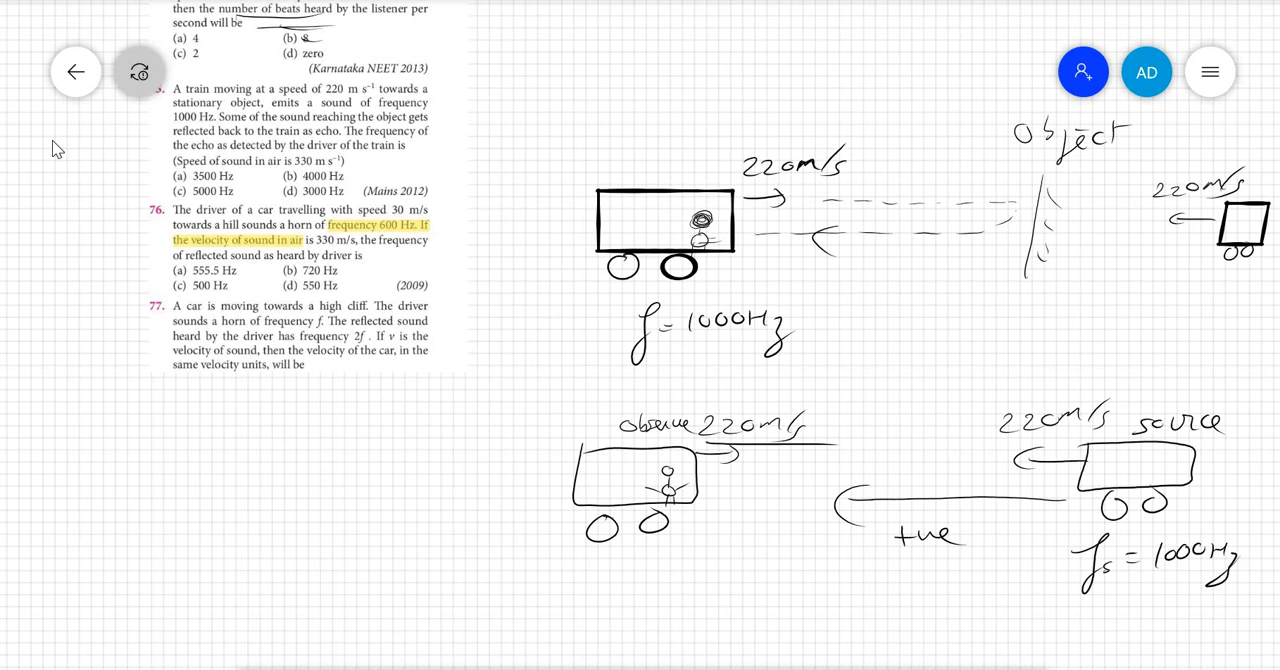 then the number of beats heard by the listener per
second will be
(a) 4 (b) 8
(c) 2 (d) zero
(Karnataka NEET 2013)
5. A train moving at a speed of 220 m s⁻¹ towards a
stationary object, emits a sound of frequency
1000 Hz. Some of the sound reaching the object gets
reflected back to the train as echo. The frequency of
the echo as detected by the driver of the train is
(Speed of sound in air is 330 m s⁻¹)
(a) 3500 Hz (b) 4000 Hz
(c) 5000 Hz (d) 3000 Hz (Mains 2012)
76. The driver of a car travelling with speed 30 m/s
towards a hill sounds a horn of frequency 600 Hz. If
the velocity of sound in air is 330 m/s, the frequency
of reflected sound as heard by driver is
(a) 555.5 Hz (b) 720 Hz
(c) 500 Hz (d) 550 Hz (2009)
77. A car is moving towards a high cliff. The driver
sounds a horn of frequency f. The reflected sound
heard by the driver has frequency 2f . If v is the
velocity of sound, then the velocity of the car, in the
same velocity units, will be
AD
object
220m/s
220m/s
f = 1000Hz
observe 220m/s
220m/s source
+ve
fs = 1000Hz